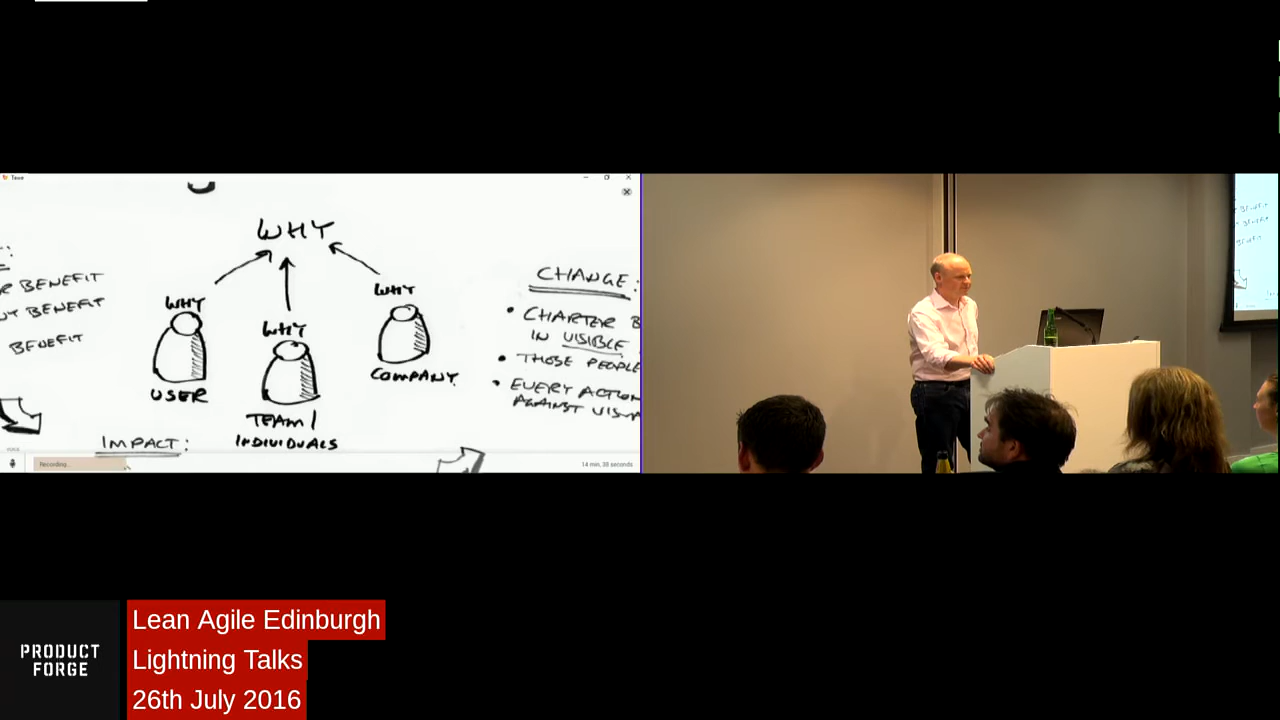 WHY
R BENEFIT
BENEFIT
BENEFIT
WHY
USER
WHY
TEAM/
INDIVIDUALS
WHY
COMPANY
IMPACT:
CHANGE:
• CHARTER B
IN VISIBLE
• THOSE PEOPLE
• EVERY ACTION
AGAINST
Recording
PRODUCT
FORGE
Lean Agile Edinburgh
Lightning Talks
26th July 2016